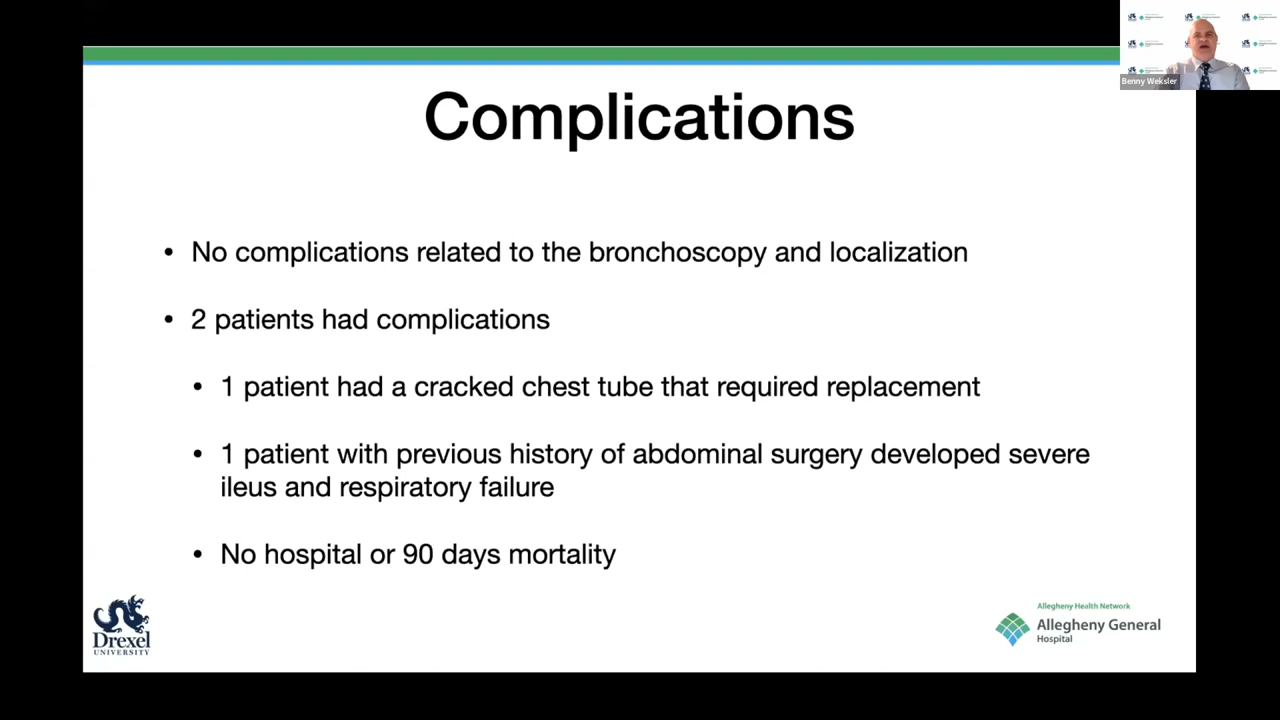 Benny Weksler
Complications
• No complications related to the bronchoscopy and localization
• 2 patients had complications
• 1 patient had a cracked chest tube that required replacement
• 1 patient with previous history of abdominal surgery developed severe
ileus and respiratory failure
• No hospital or 90 days mortality
Drexel
UNIVERSITY
Allegheny Health Network
Allegheny General
Hospital